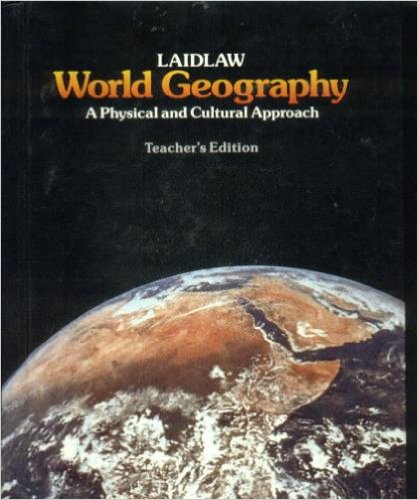 LAIDLAW
World Geography
A Physical and Cultural Approach
Teacher's Edition